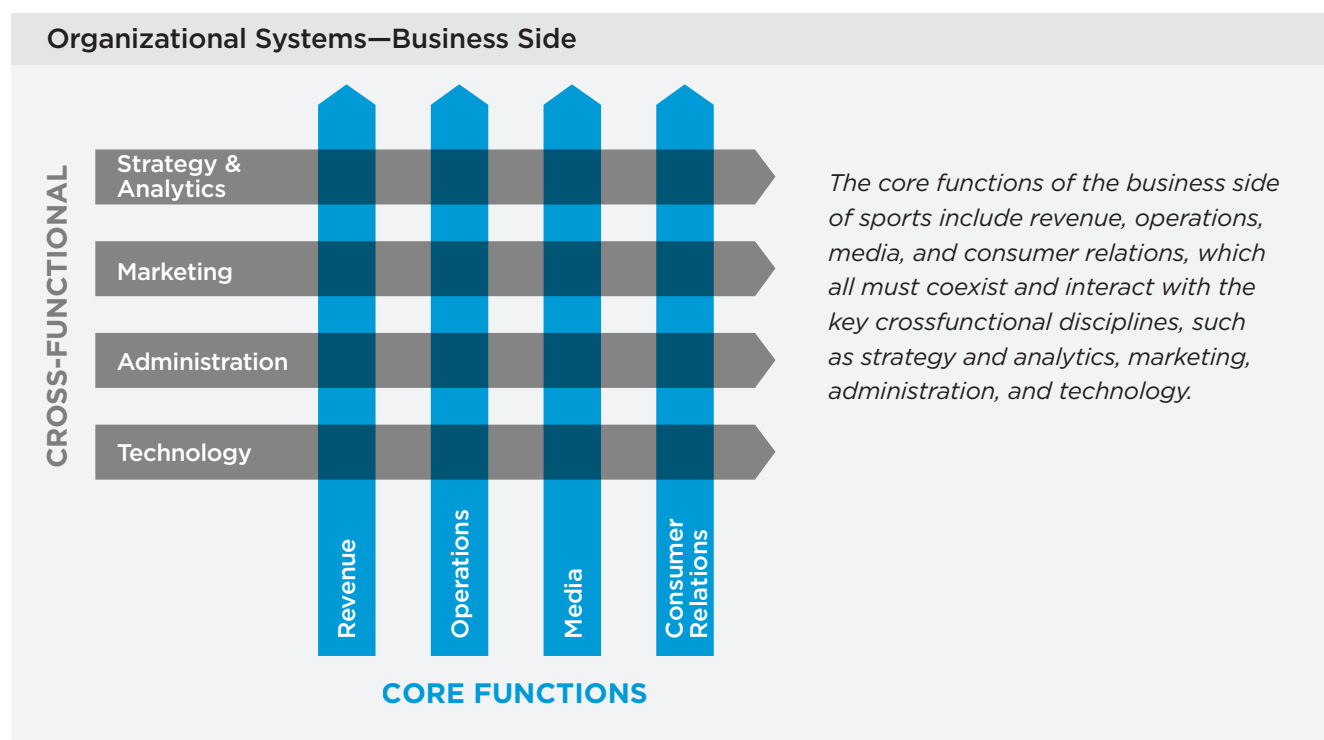 Organizational Systems—Business Side
CROSS-FUNCTIONAL
Strategy &
Analytics
Marketing
Administration
Technology
Revenue
Operations
Media
Consumer
Relations
CORE FUNCTIONS
The core functions of the business side
of sports include revenue, operations,
media, and consumer relations, which
all must coexist and interact with the
key crossfunctional disciplines, such
as strategy and analytics, marketing,
administration, and technology.